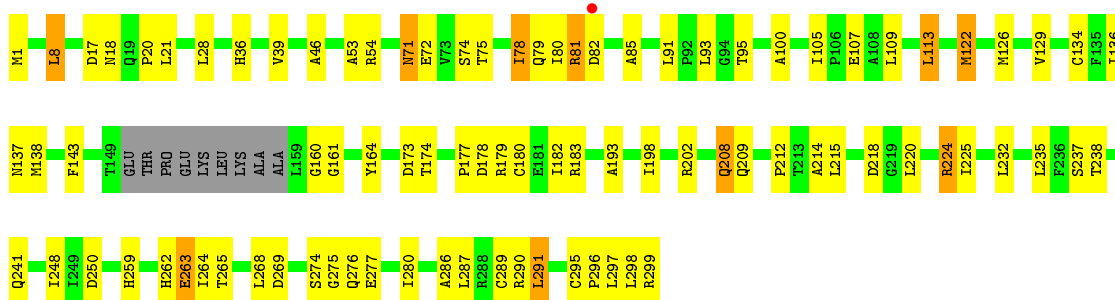 M1 L8 D17 N18 Q19 P20 L21 L28 H36 V39 A46 A53 R54 N71 E72 V73 S74 T75 I78 Q79 I80 R81 D82 A85 L91 P92 L93 G94 T95 A100 I105 P106 E107 A108 L109 L113 M122 M126 V129 C134 F135 I136
N137 M138 F143 T149 GLU THR PRO GLU LYS LEU LYS ALA ALA L159 G160 G161 Y164 D173 T174 P177 D178 R179 C180 E181 I182 R183 A193 I198 R202 Q208 Q209 P212 T213 A214 L215 D218 G219 L220 R224 I225 L232 L235 F236 S237 T238
Q241 I248 I249 D250 H259 H262 E263 I264 T265 L268 D269 S274 G275 Q276 E277 I280 A286 L287 R288 C289 R290 L291 C295 P296 L297 L298 R299